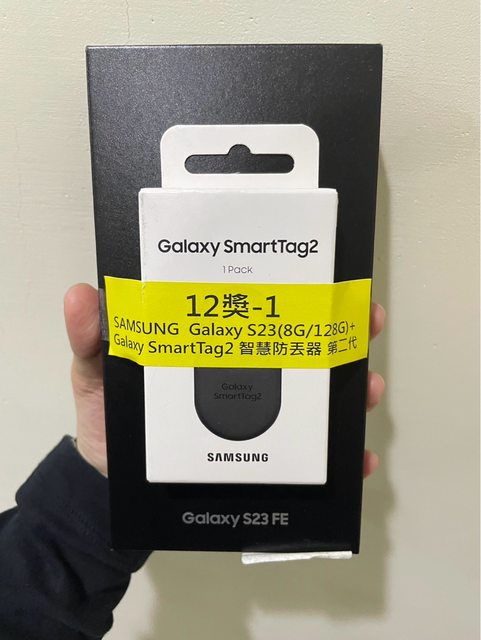 Galaxy SmartTag2
1 Pack
12獎-1
SAMSUNG Galaxy S23(8G/128G)+
Galaxy SmartTag2 智慧防丟器 第二代
Galaxy
SmartTag2
SAMSUNG
Galaxy S23 FE